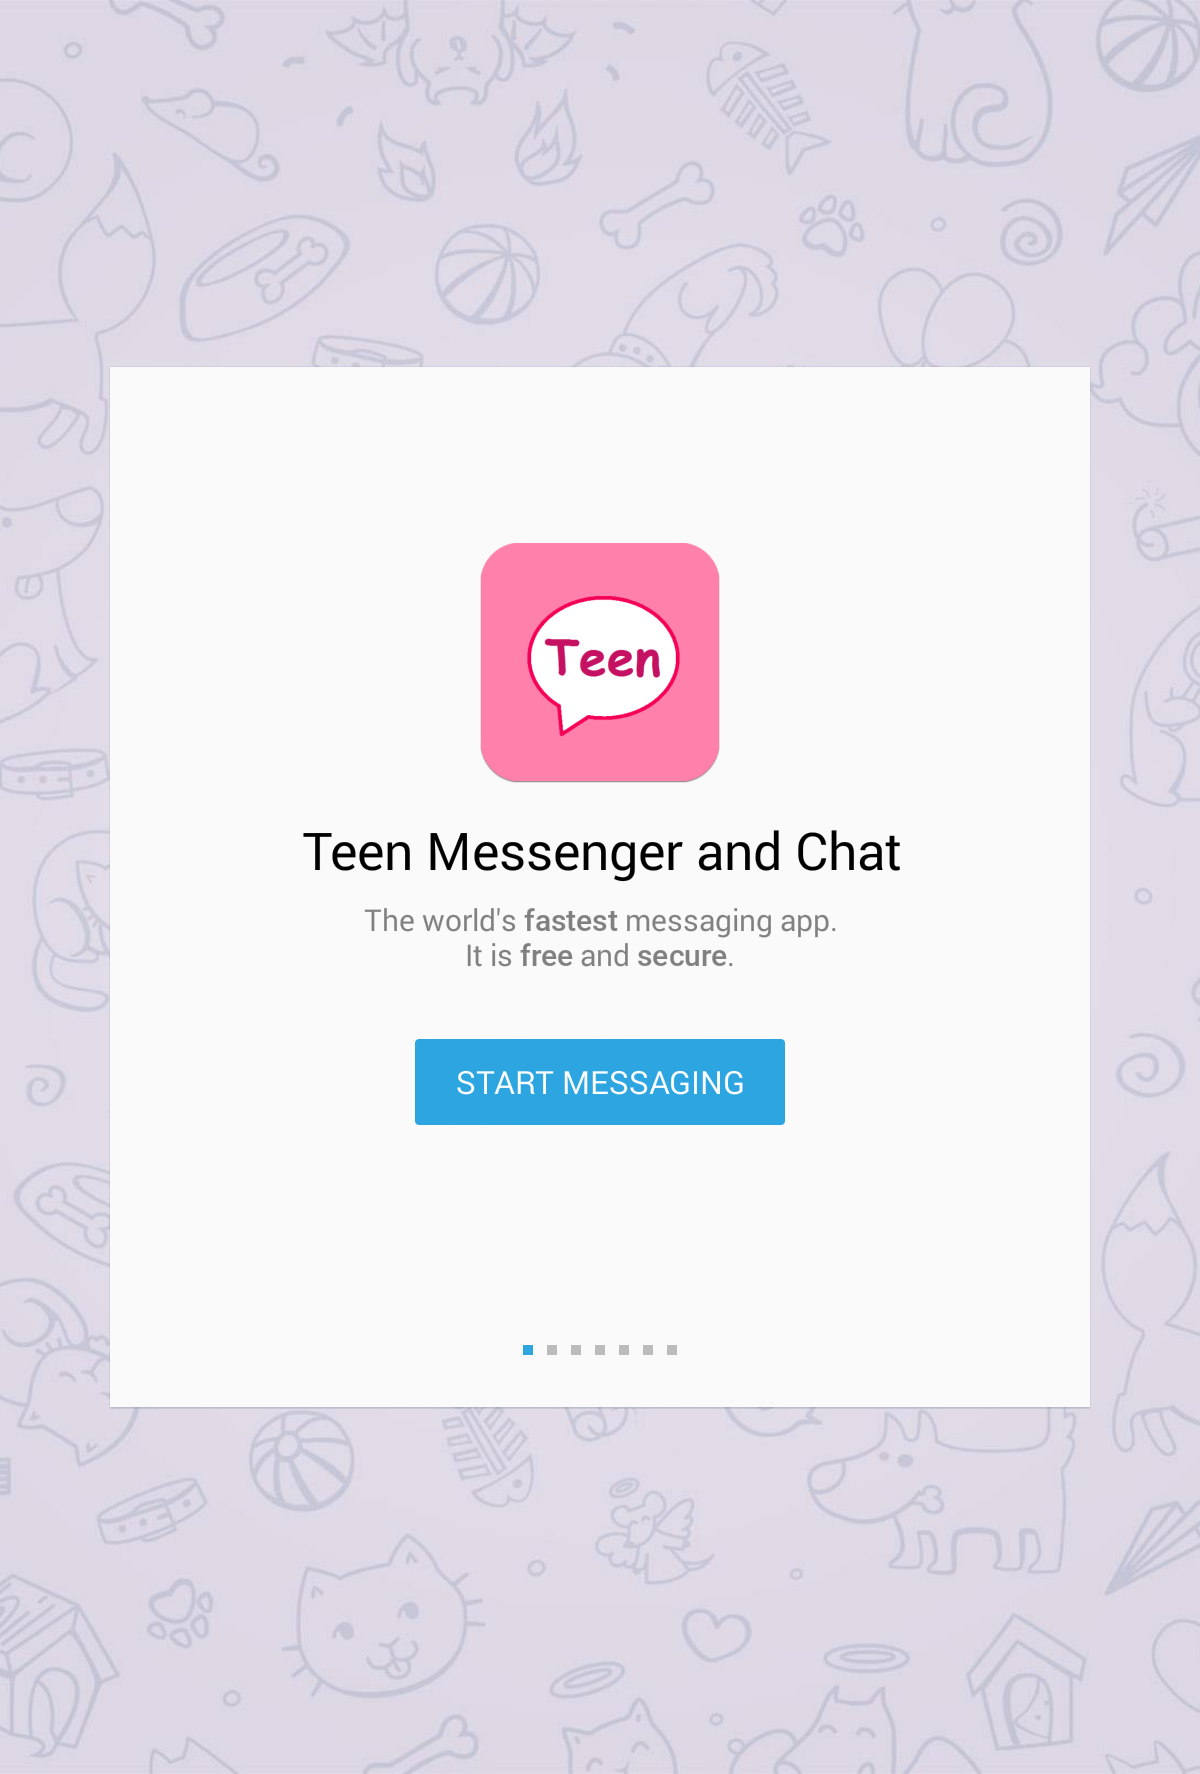 Teen
Teen Messenger and Chat
The world's fastest messaging app.
It is free and secure.
START MESSAGING